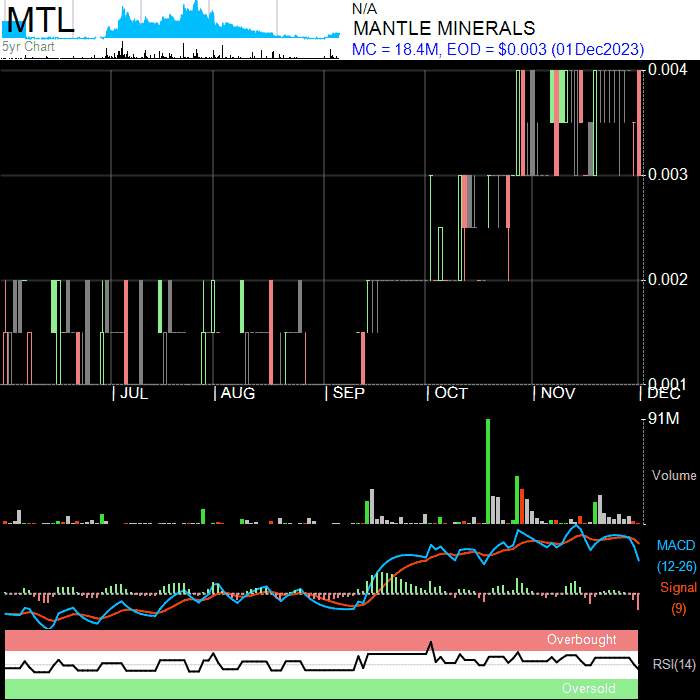 MTL
5yr Chart
N/A
MANTLE MINERALS
MC = 18.4M, EOD = $0.003 (01Dec2023)
0.004
0.003
0.002
0.001
JUL
AUG
SEP
OCT
NOV
DEC
91M
Volume
MACD
(12-26)
Signal
(9)
Overbought
RSI(14)
Oversold